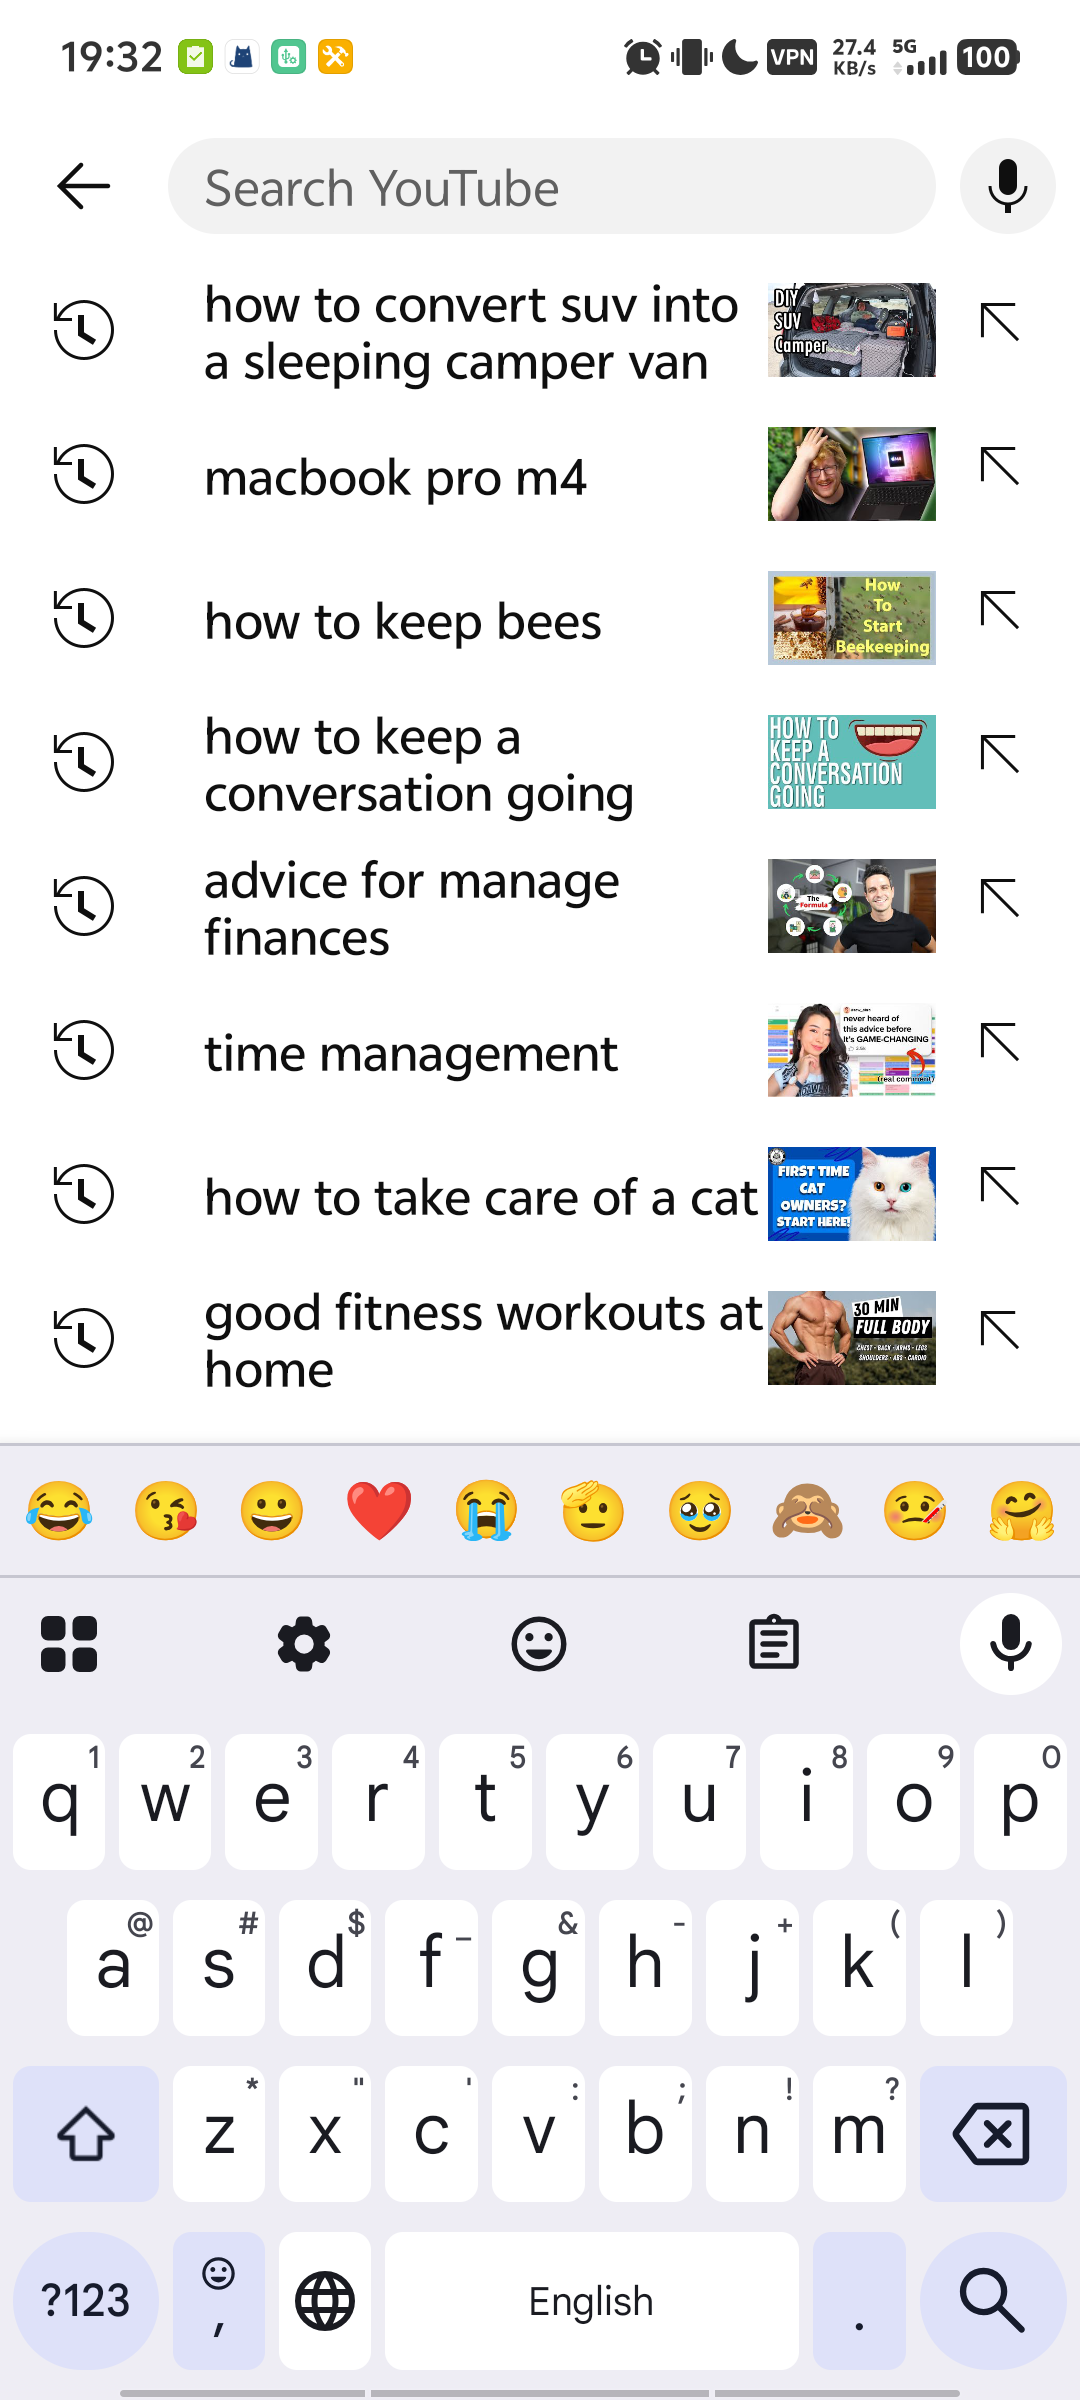 19:32
VPN
27.4
KB/s
5G
100
Search YouTube
how to convert suv into
a sleeping camper van
DIY
SUV
Camper
macbook pro m4
how to keep bees
How
To
Start
Beekeeping
how to keep a
conversation going
HOW TO
KEEP A
CONVERSATION
GOING
advice for manage
finances
The
Formula
time management
never heard of
this advice before
It's GAME-CHANGING
(real comment)
how to take care of a cat
FIRST TIME
CAT
OWNERS?
START HERE!
good fitness workouts at
home
30 MIN
FULL BODY
CHEST - BACK - ARMS - LEGS
SHOULDERS - ABS - CARDIO
1 2 3 4 5 6 7 8 9 0
q w e r t y u i o p
@ # $ _ & - + ( )
a s d f g h j k l
* " ' : ; ! ?
z x c v b n m
?123 , English .